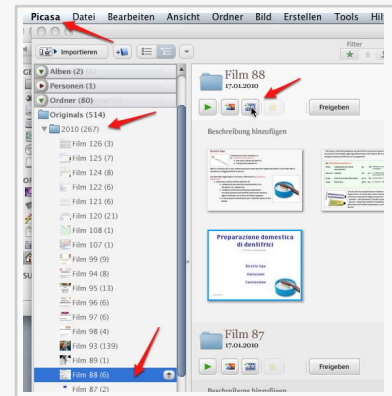 Picasa Datei Bearbeiten Ansicht Ordner Bild Erstellen Tools
Importieren
Filter
Alben (2)
Personen (1)
Ordner (80)
Originals (514)
2010 (267)
Film 126 (3)
Film 125 (7)
Film 124 (8)
Film 122 (6)
Film 121 (6)
Film 120 (21)
Film 108 (1)
Film 107 (1)
Film 99 (9)
Film 94 (8)
Film 95 (13)
Film 96 (6)
Film 97 (6)
Film 98 (4)
Film 93 (139)
Film 89 (1)
Film 88 (6)
Film 87 (2)
Film 88
17.01.2010
Freigeben
Beschreibung hinzufügen
Preparazione domestica
di dentifrici
Ricetta tipo
Variazioni
Conclusione
Film 87
17.01.2010
Freigeben
Beschreibung hinzufügen